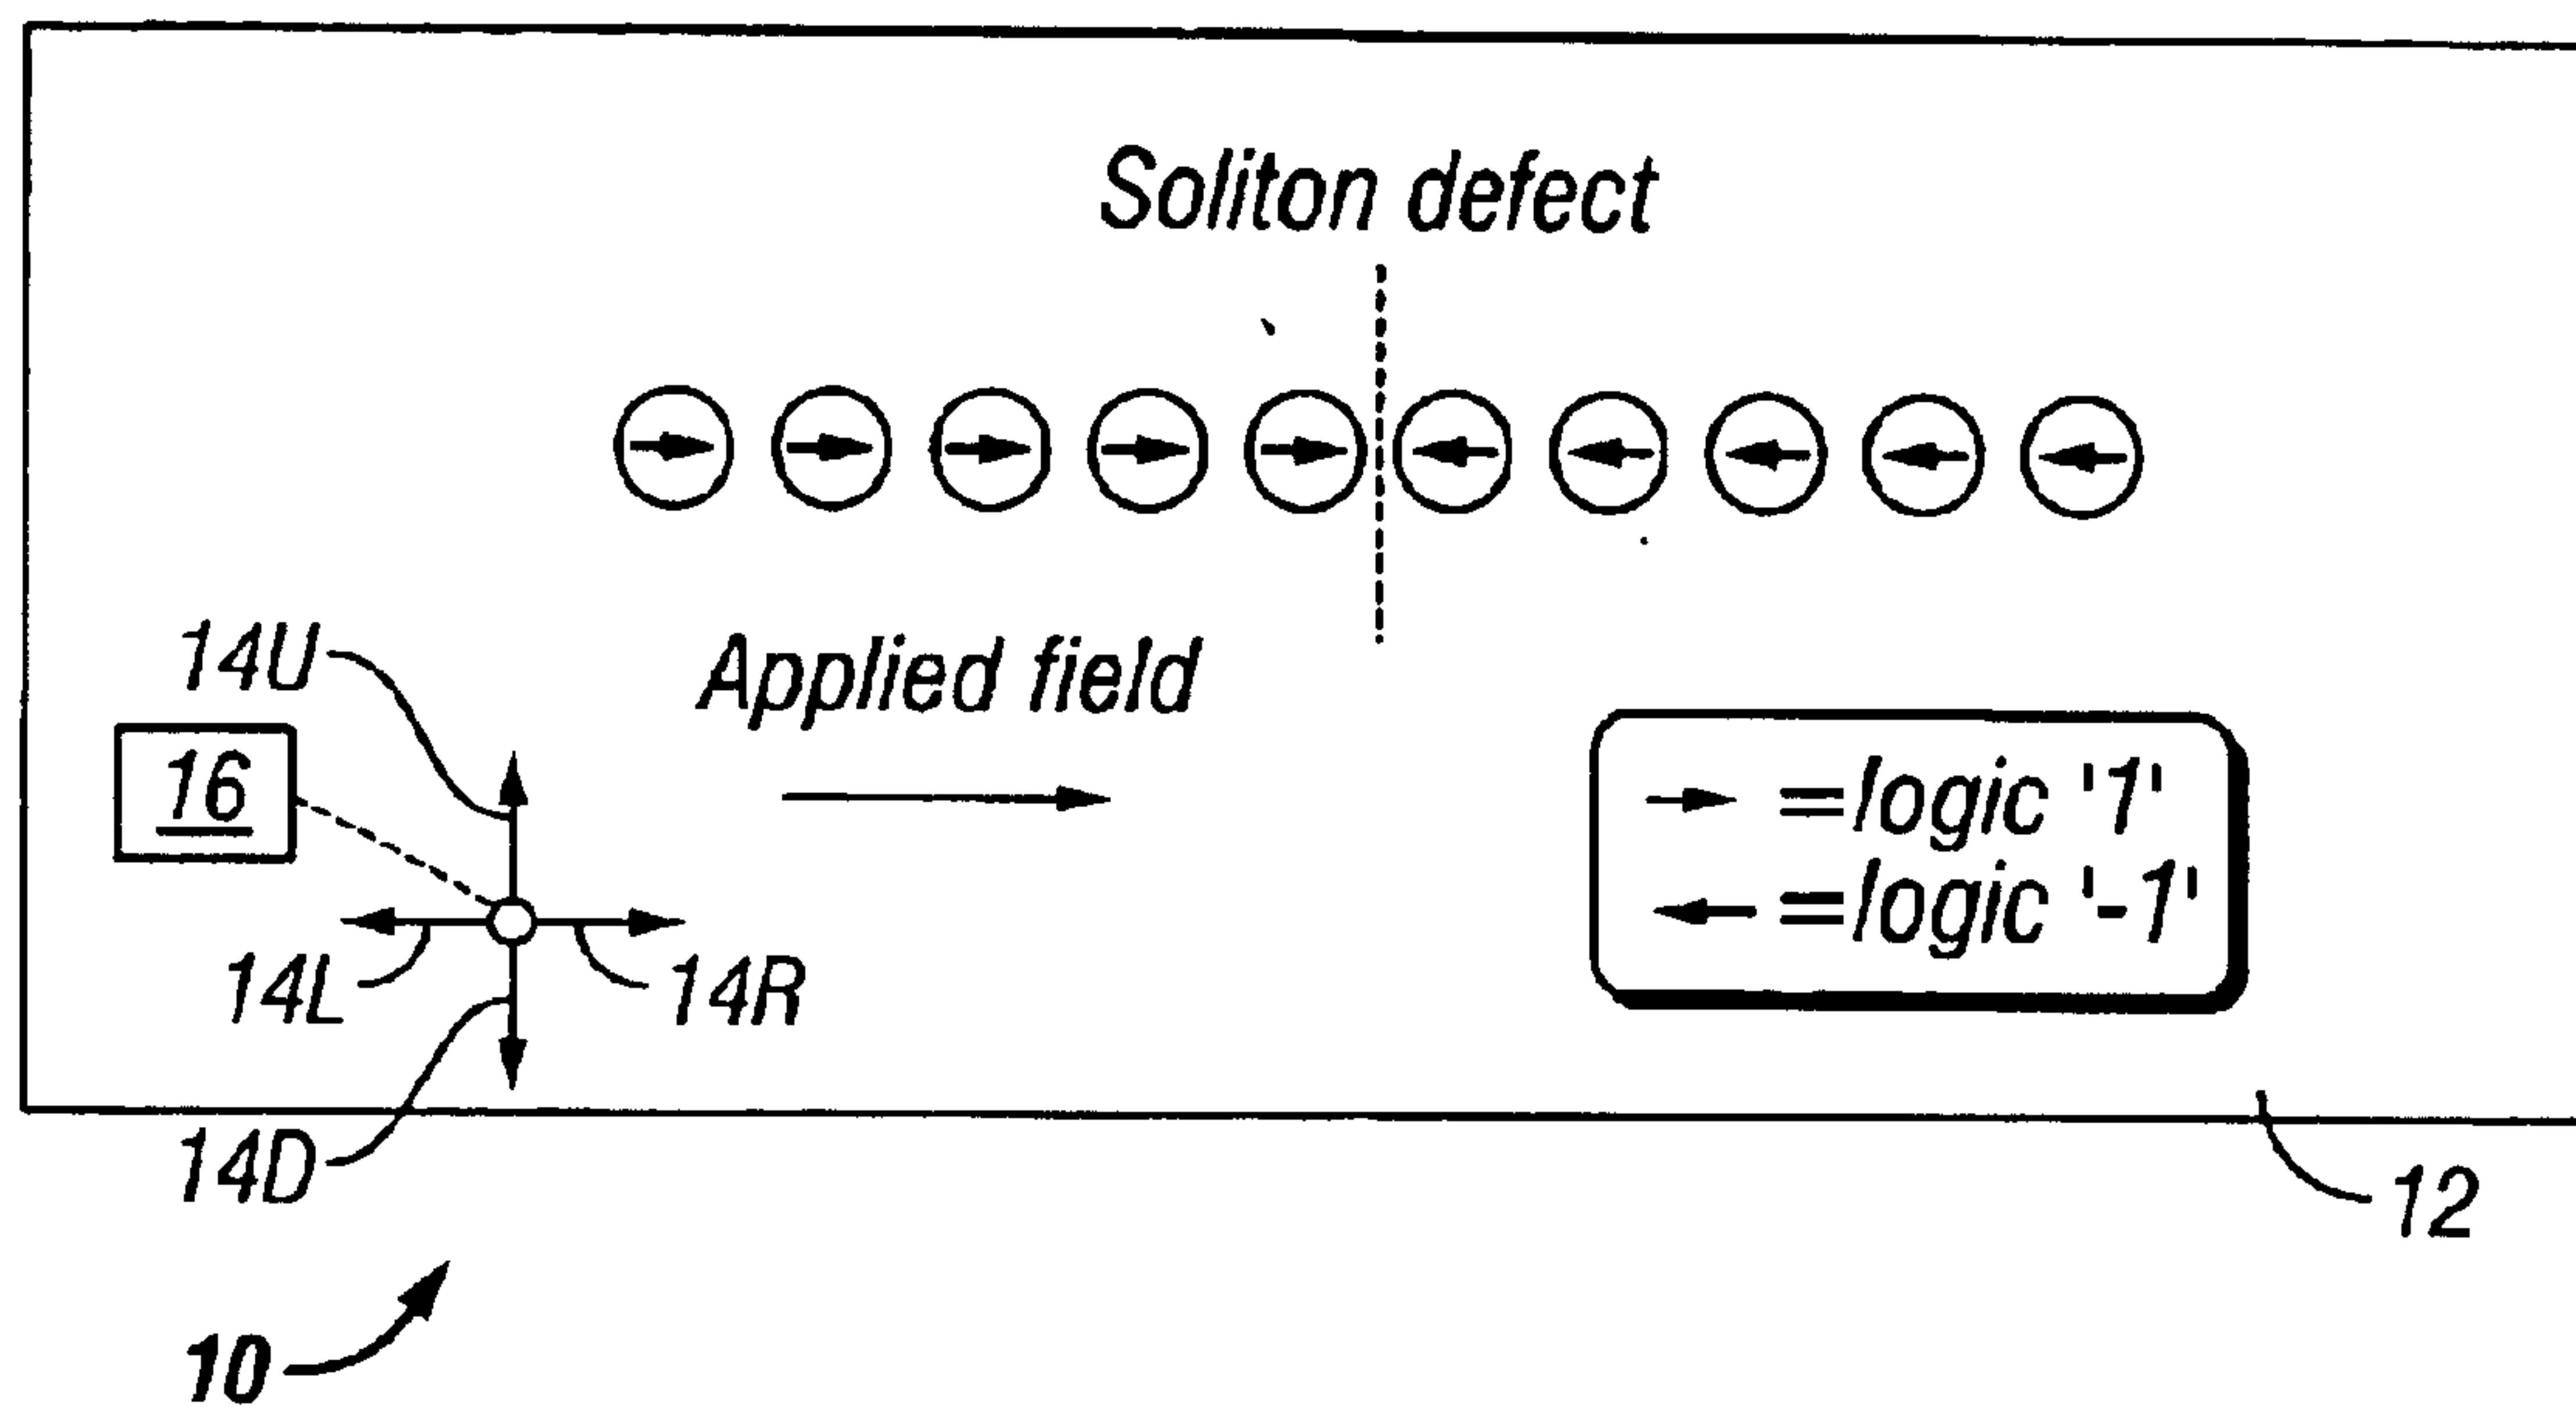 Soliton defect
14U
Applied field
16
=logic '1'
=logic '-1'
14L
14R
14D
12
10